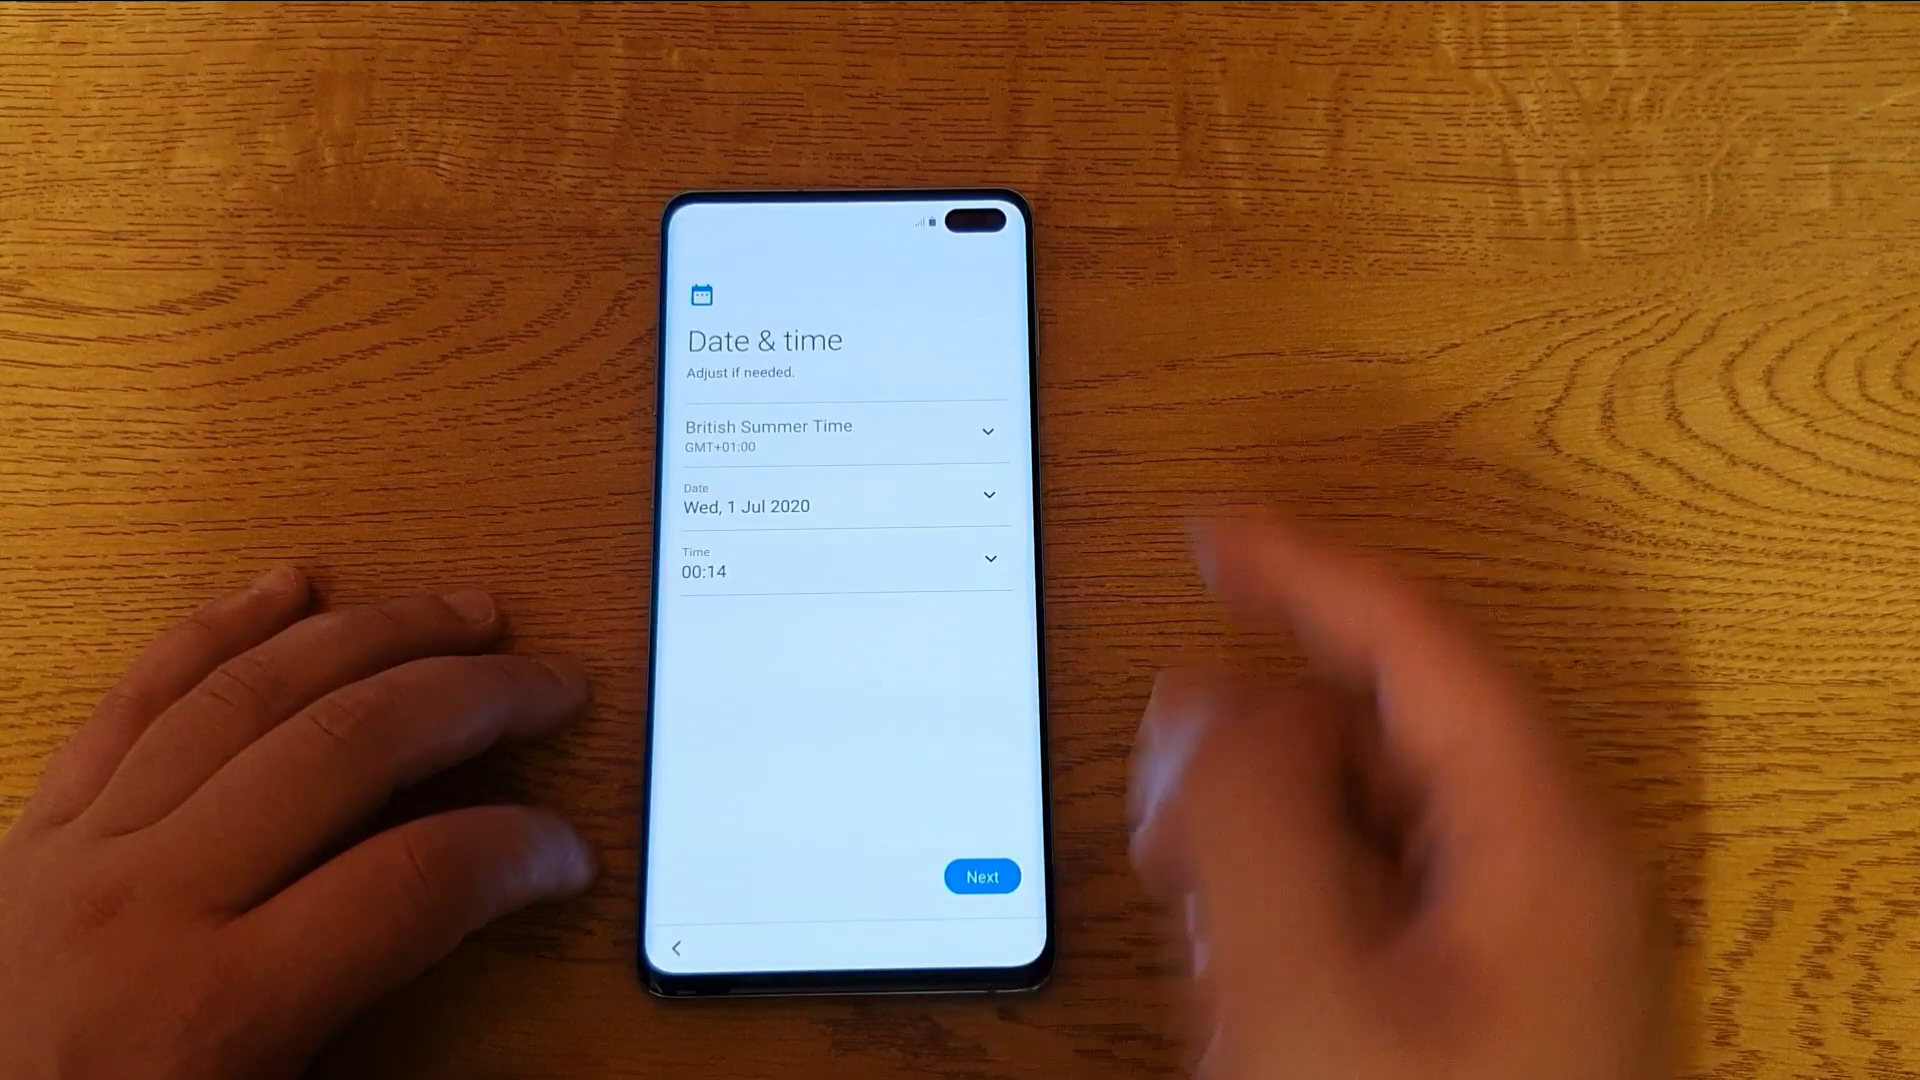 Date & time
Adjust if needed.
British Summer Time
GMT+01:00
Date
Wed, 1 Jul 2020
Time
00:14
Next